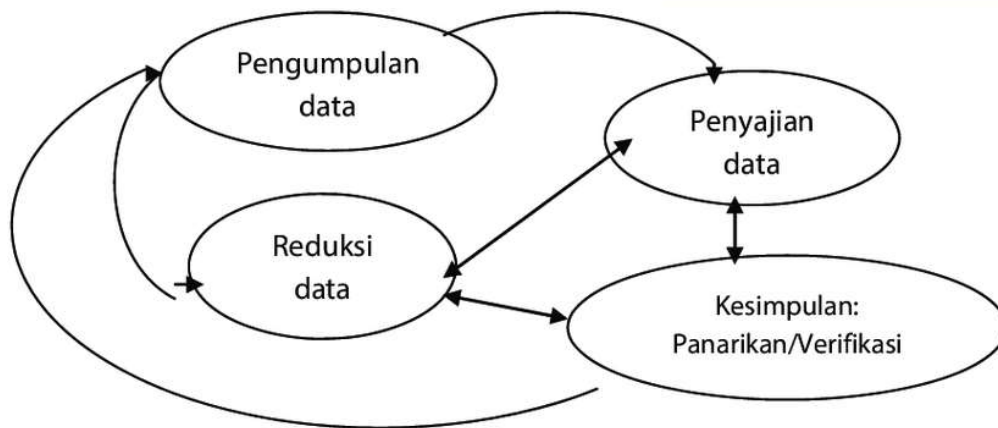 Pengumpulan
data
Penyajian
data
Reduksi
data
Kesimpulan:
Panarikan/Verifikasi